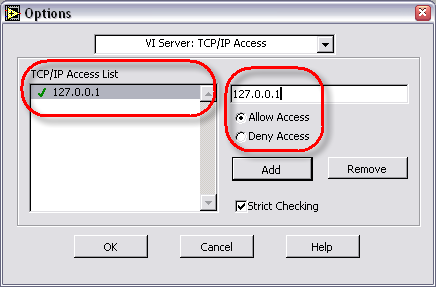 Options
VI Server: TCP/IP Access
TCP/IP Access List
127.0.0.1
127.0.0.1
Allow Access
Deny Access
Add
Remove
Strict Checking
OK
Cancel
Help